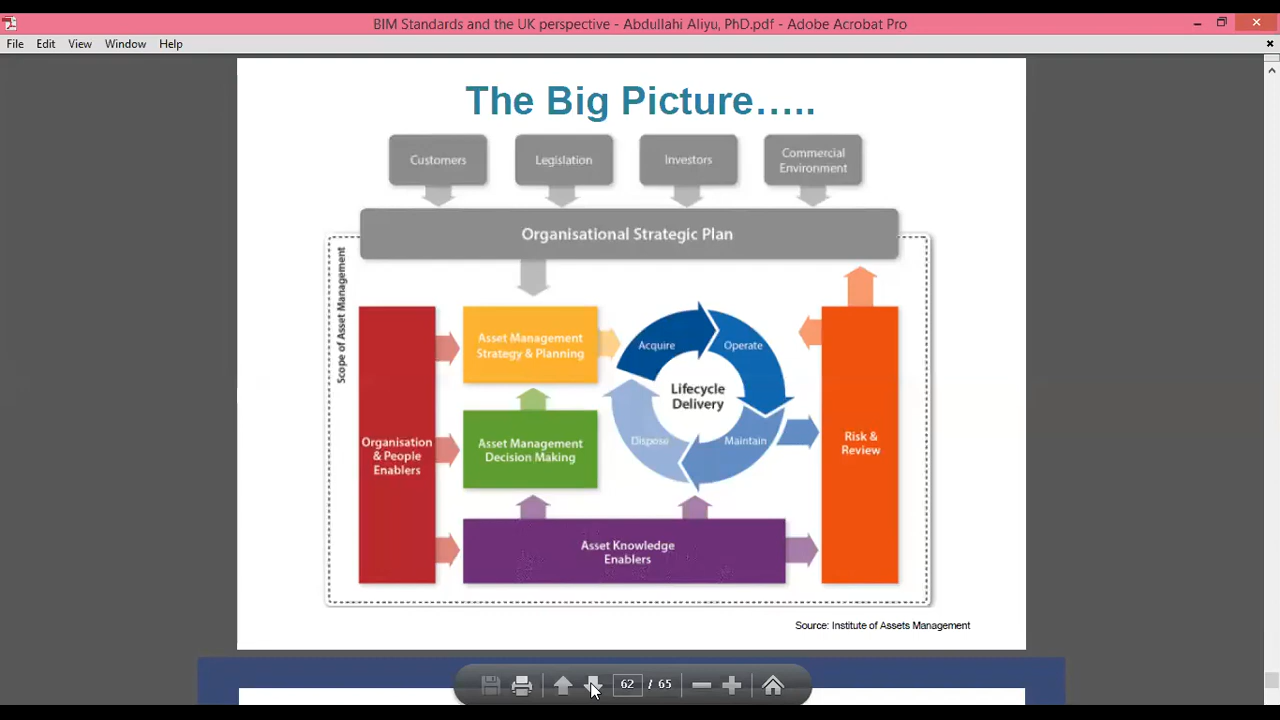 BIM Standards and the UK perspective - Abdullahi Aliyu, PhD.pdf - Adobe Acrobat Pro
File Edit View Window Help
The Big Picture.....
Customers
Legislation
Investors
Commercial
Environment
Organisational Strategic Plan
Scope of Asset Management
Organisation
& People
Enablers
Asset Management
Strategy & Planning
Asset Management
Decision Making
Acquire
Operate
Lifecycle
Delivery
Dispose
Maintain
Risk &
Review
Asset Knowledge
Enablers
Source: Institute of Assets Management
62 / 65